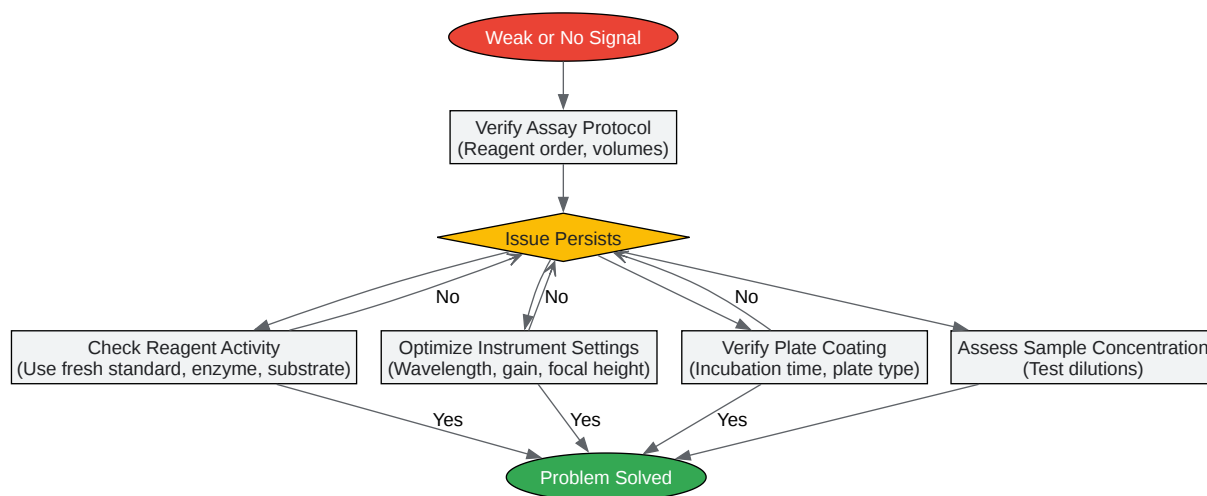 Weak or No Signal
Verify Assay Protocol
(Reagent order, volumes)
Issue Persists
No
No
No
Check Reagent Activity
(Use fresh standard, enzyme, substrate)
Optimize Instrument Settings
(Wavelength, gain, focal height)
Verify Plate Coating
(Incubation time, plate type)
Assess Sample Concentration
(Test dilutions)
Yes
Yes
Yes
Problem Solved